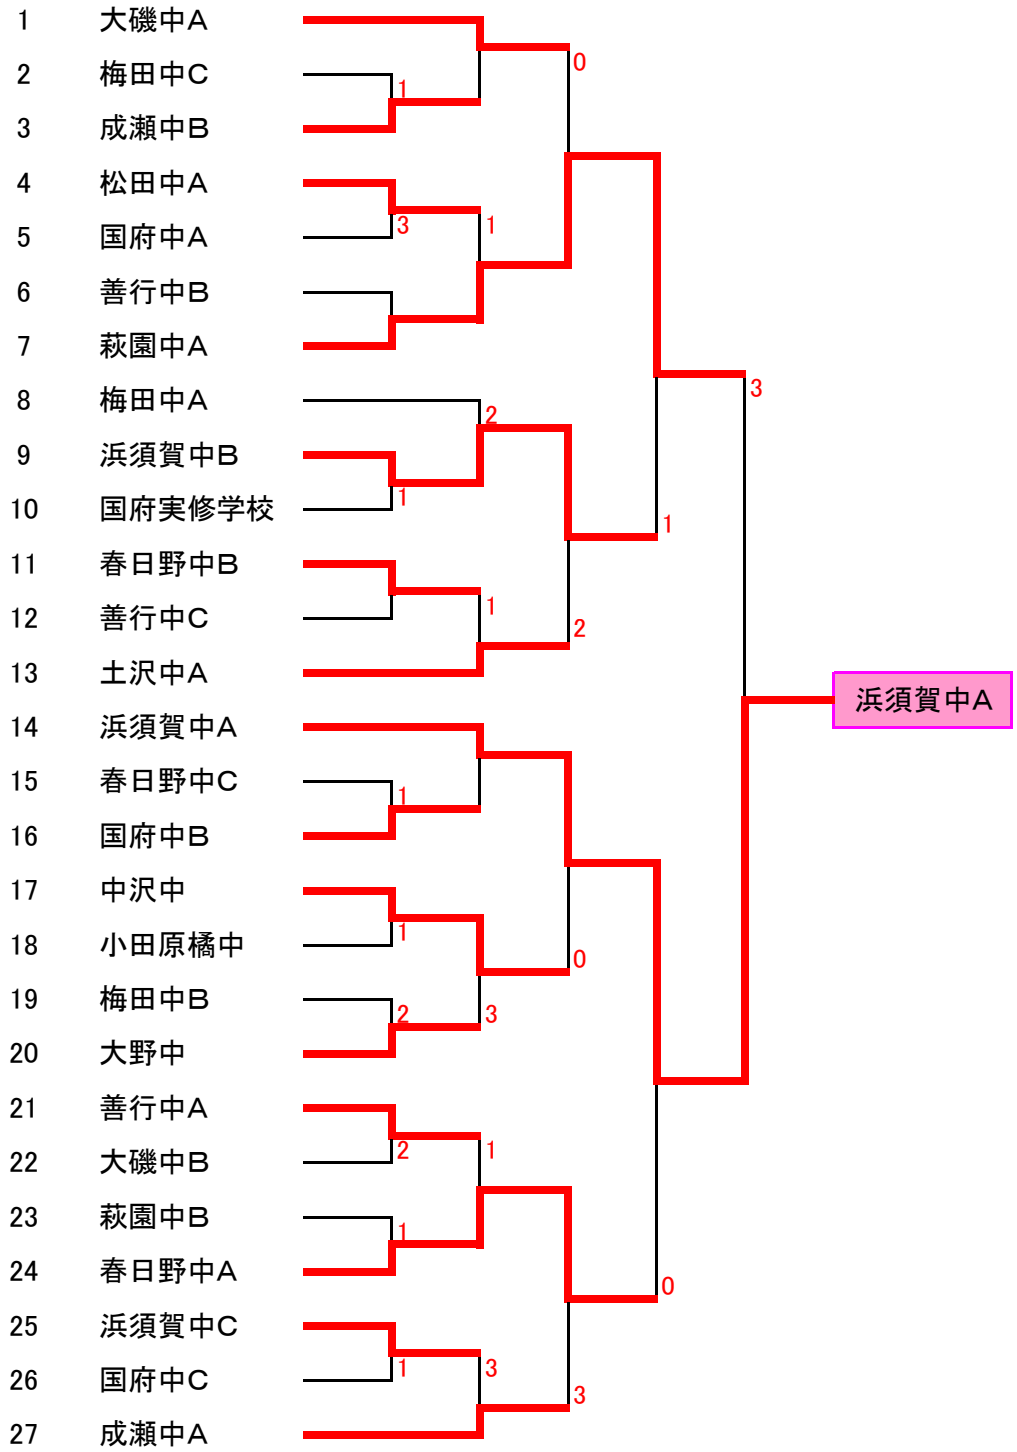 1 大磯中A
0
2 梅田中C
1
3 成瀬中B
4 松田中A
3 1
5 国府中A
6 善行中B
7 萩園中A
3
8 梅田中A
2
9 浜須賀中B
1
10 国府実修学校
1
11 春日野中B
1
12 善行中C
2
13 土沢中A
浜須賀中A
14 浜須賀中A
15 春日野中C
1
16 国府中B
17 中沢中
1
18 小田原橘中
0
19 梅田中B
2 3
20 大野中
21 善行中A
2 1
22 大磯中B
23 萩園中B
1
24 春日野中A
0
25 浜須賀中C
1 3
26 国府中C
3
27 成瀬中A